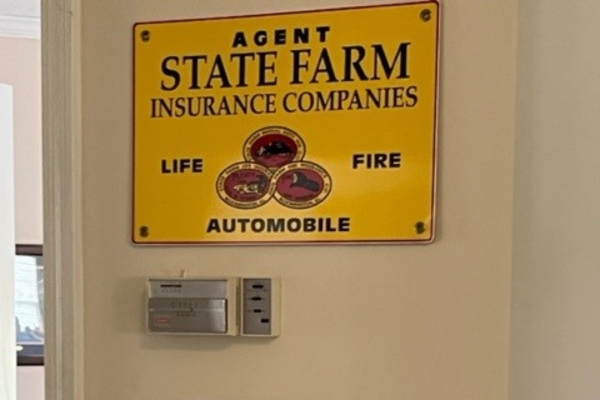 AGENT
STATE FARM
INSURANCE COMPANIES
LIFE
FIRE
AUTOMOBILE